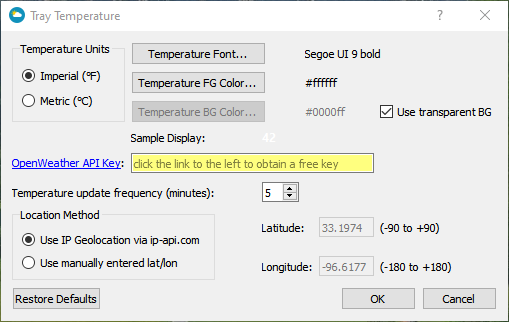 Tray Temperature
Temperature Units
Imperial (°F)
Metric (°C)
Temperature Font... Segoe UI 9 bold
Temperature FG Color... #ffffff
Temperature BG Color... #0000ff Use transparent BG
Sample Display: 42
OpenWeather API Key: click the link to the left to obtain a free key
Temperature update frequency (minutes): 5
Location Method
Use IP Geolocation via ip-api.com
Use manually entered lat/lon
Latitude: 33.1974 (-90 to +90)
Longitude: -96.6177 (-180 to +180)
Restore Defaults OK Cancel